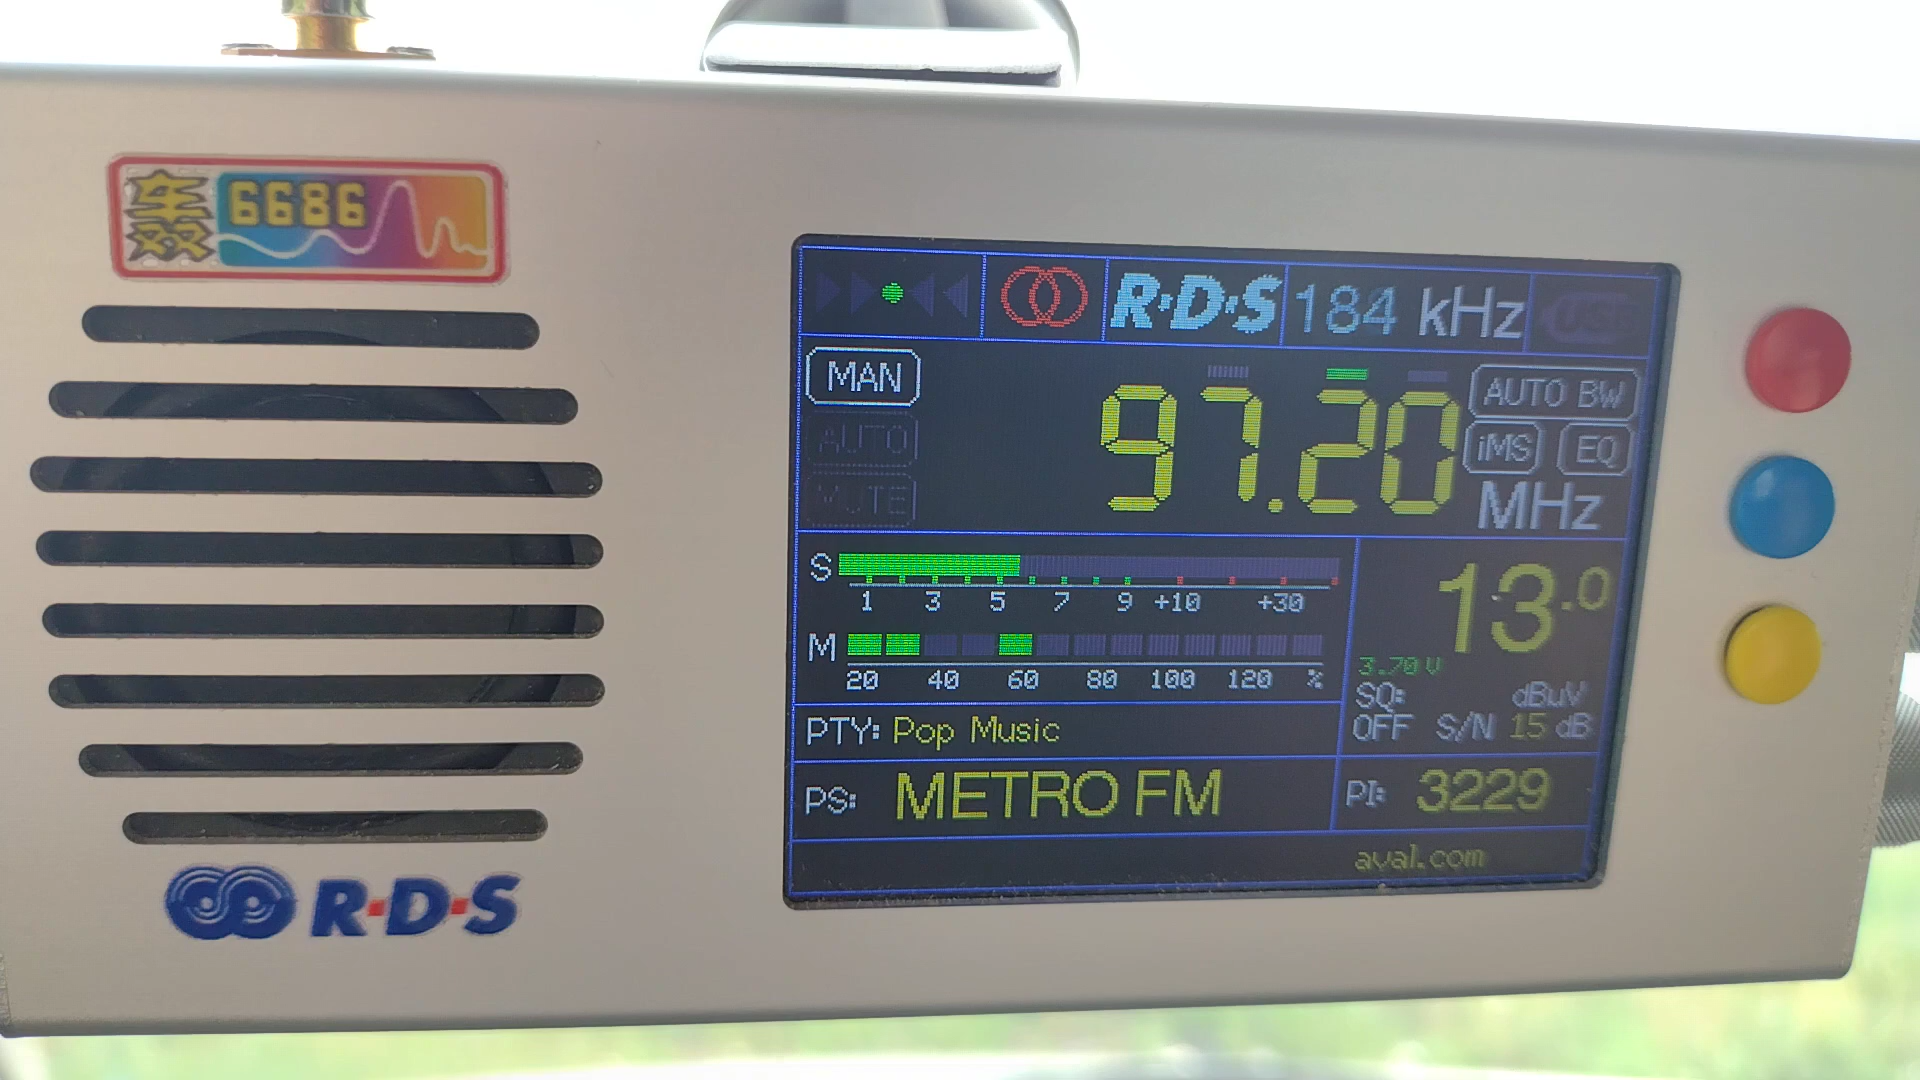 车双 6686
R·D·S
R·D·S 184 kHz
MAN
AUTO
MUTE
97.20 MHz
AUTO BW
iMS EQ
S
1 3 5 7 9 +10 +30
M
20 40 60 80 100 120 %
13.0
3.70 V
SQ: dBuV
OFF S/N 15 dB
PTY: Pop Music
PS: METRO FM
PI: 3229
aval.com